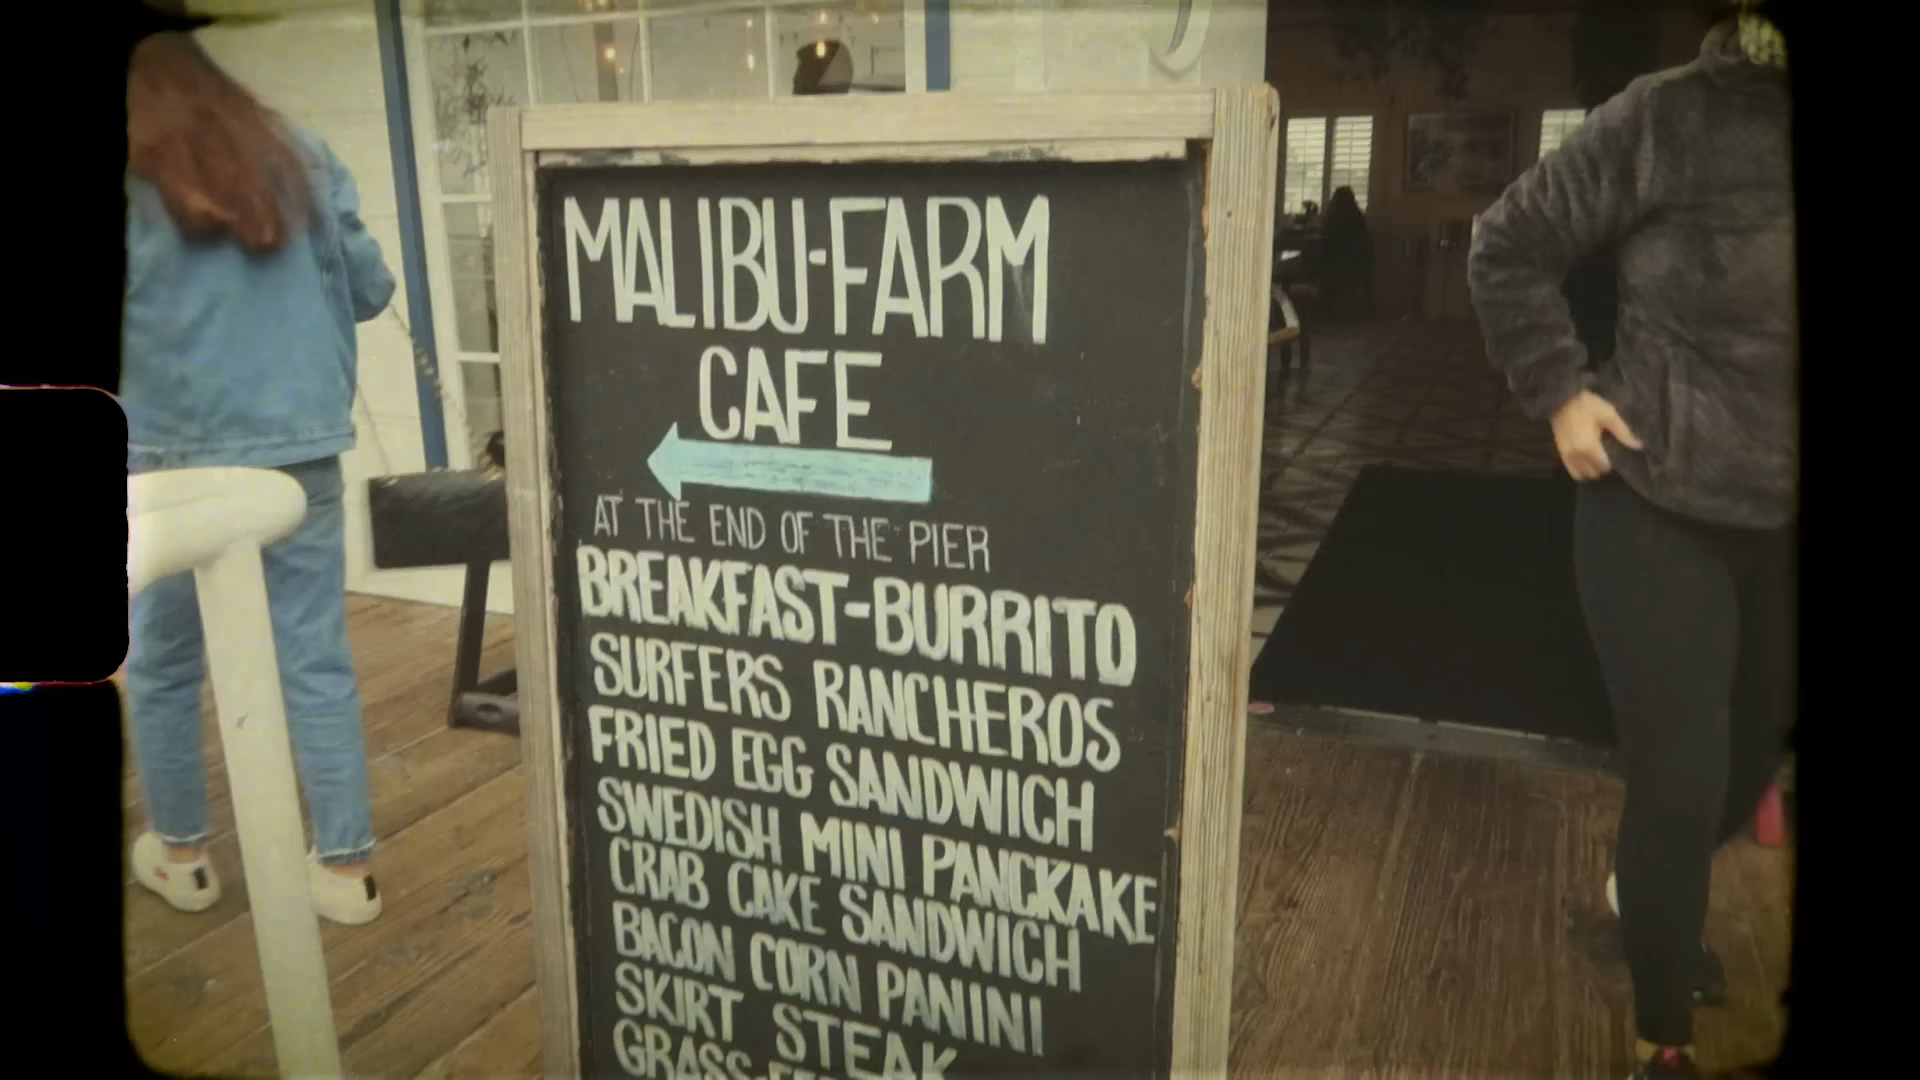 MALIBU-FARM
CAFE
AT THE END OF THE PIER
BREAKFAST-BURRITO
SURFERS RANCHEROS
FRIED EGG SANDWICH
SWEDISH MINI PANCKAKE
CRAB CAKE SANDWICH
BACON CORN PANINI
SKIRT STEAK